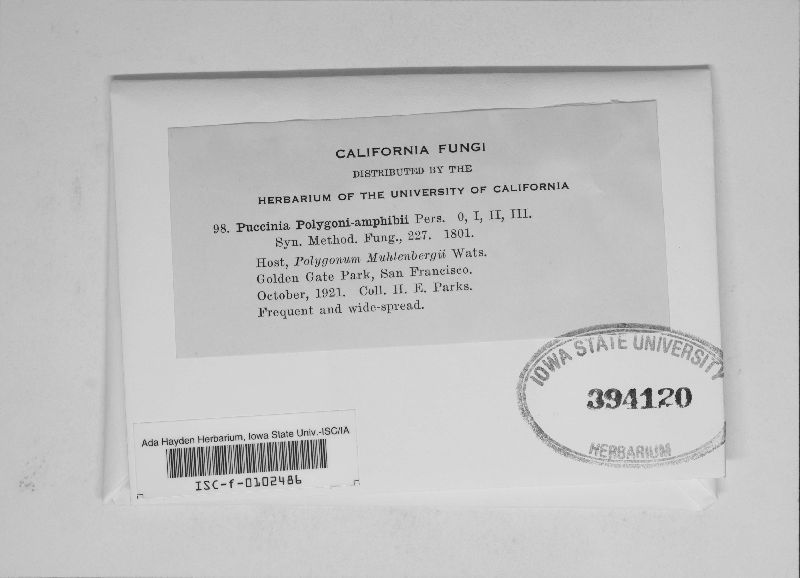 CALIFORNIA FUNGI
DISTRIBUTED BY THE
HERBARIUM OF THE UNIVERSITY OF CALIFORNIA
98. Puccinia Polygoni-amphibii Pers. 0, I, II, III.
Syn. Method. Fung., 227. 1801.
Host, Polygonum Muhlenbergii Wats.
Golden Gate Park, San Francisco.
October, 1921. Coll. H. E. Parks.
Frequent and wide-spread.
IOWA STATE UNIVERSITY
394120
HERBARIUM
Ada Hayden Herbarium, Iowa State Univ.-ISC/IA
ISC-f-0102486